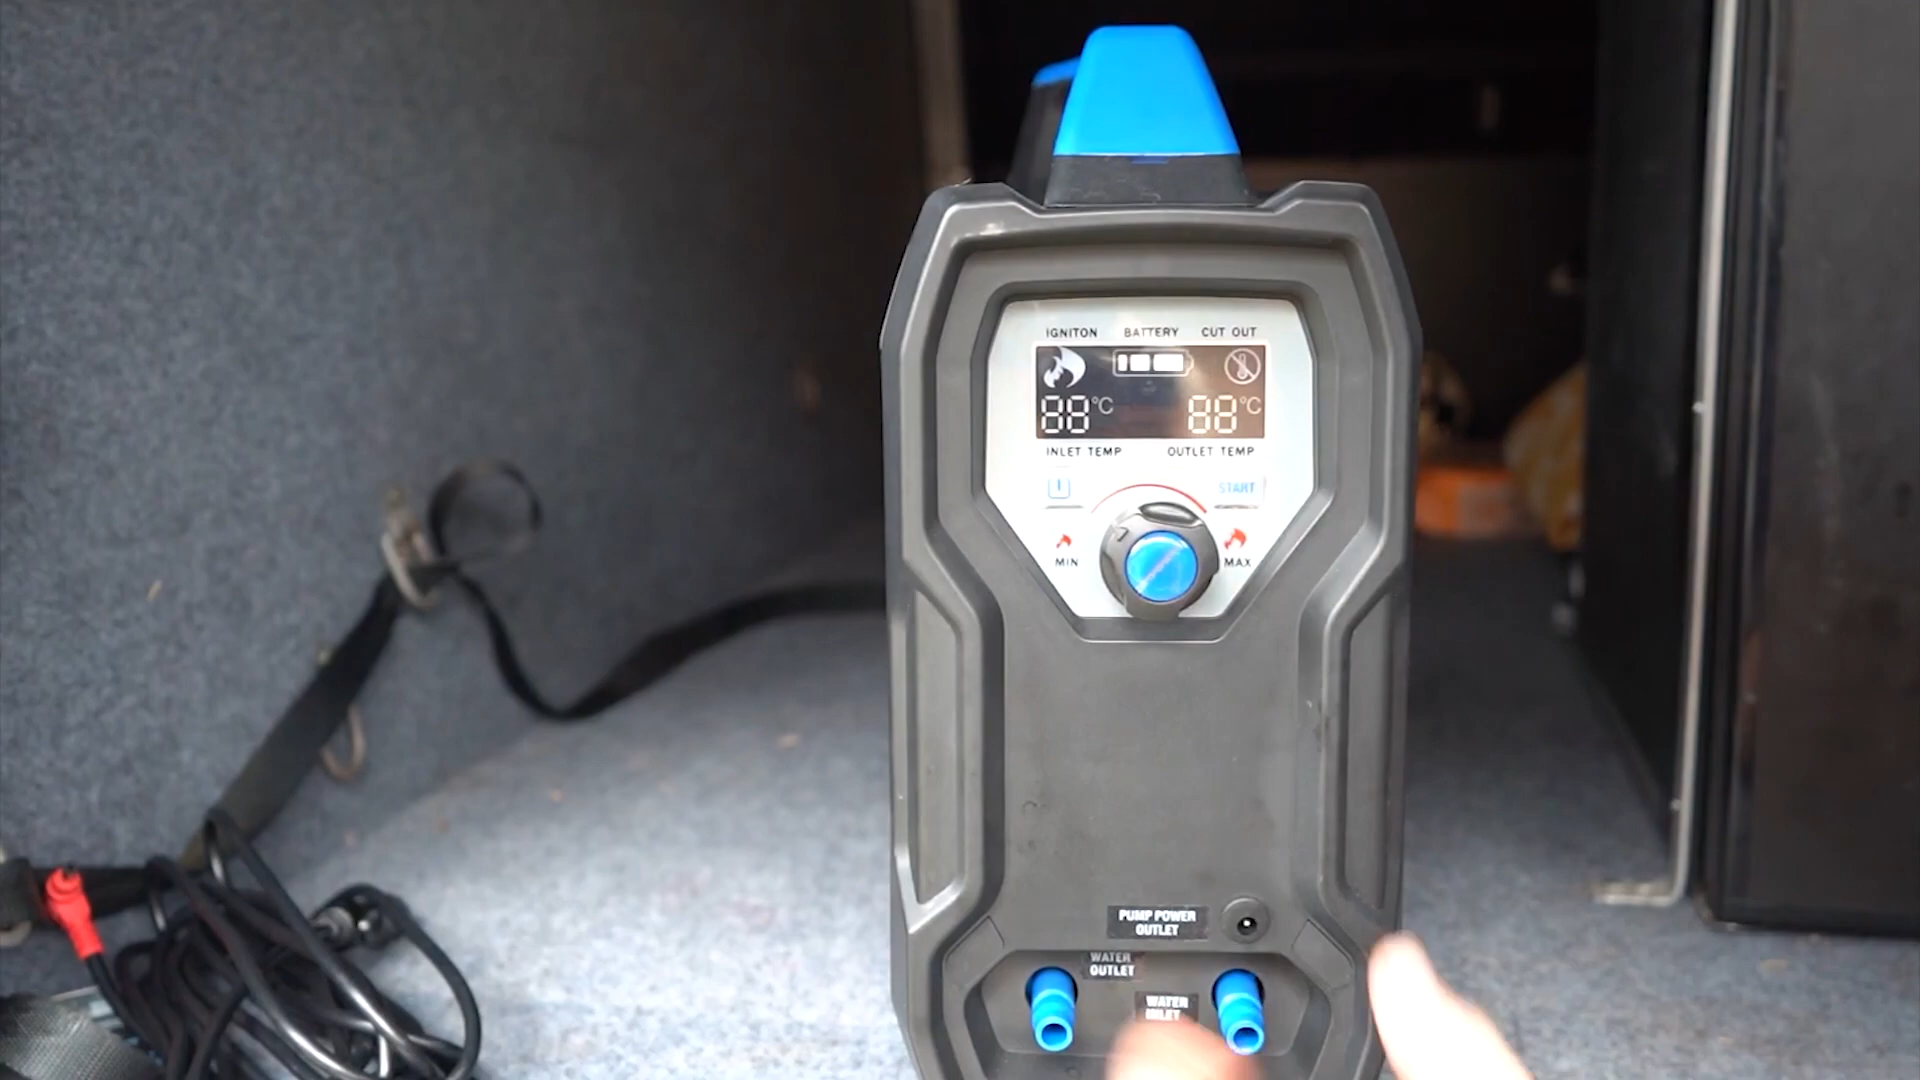 IGNITON BATTERY CUT OUT
88°C 88°C
INLET TEMP OUTLET TEMP
START
MIN MAX
PUMP POWER
OUTLET
WATER
OUTLET
WATER
INLET